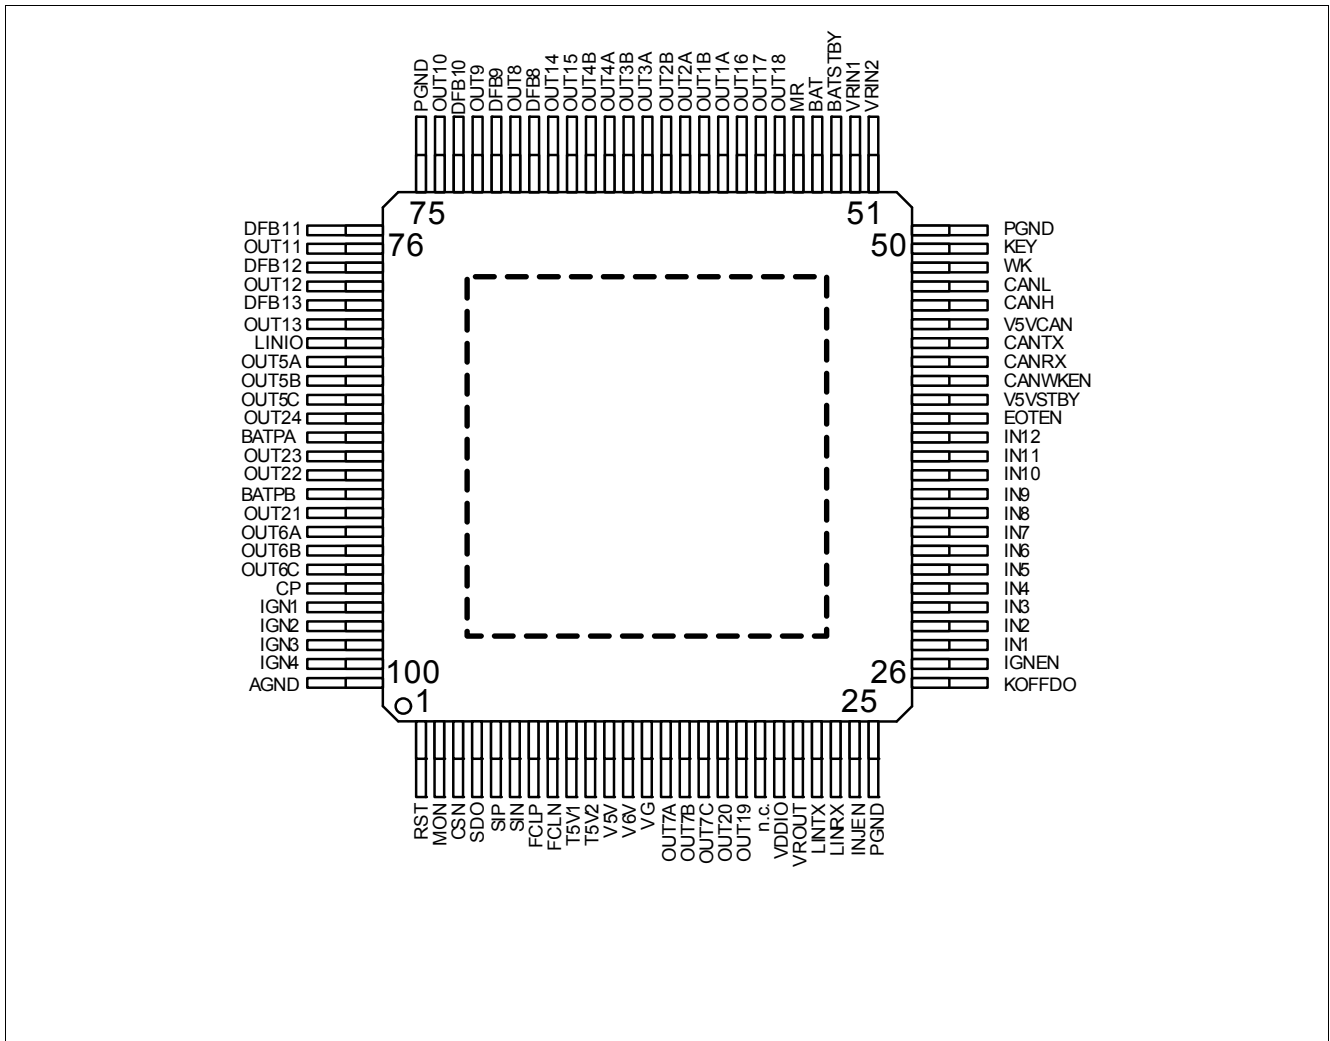 PGND
OUT10
DFB10
OUT9
DFB9
OUT8
DFB8
OUT14
OUT15
OUT4B
OUT4A
OUT3B
OUT3A
OUT2B
OUT2A
OUT1B
OUT1A
OUT16
OUT17
OUT18
MR
BAT
BATSTBY
VRIN1
VRIN2
75
51
76
50
DFB11
OUT11
DFB12
OUT12
DFB13
OUT13
LINIO
OUT5A
OUT5B
OUT5C
OUT24
BATPA
OUT23
OUT22
BATPB
OUT21
OUT6A
OUT6B
OUT6C
CP
IGN1
IGN2
IGN3
IGN4
AGND
PGND
KEY
WK
CANL
CANH
V5VCAN
CANTX
CANRX
CANWKEN
V5VSTBY
EOTEN
IN12
IN11
IN10
IN9
IN8
IN7
IN6
IN5
IN4
IN3
IN2
IN1
IGNEN
KOFFDO
100
26
1
25
RST
MON
CSN
SDO
SIP
SIN
FCLP
FCLN
T5V1
T5V2
V5V
V6V
VG
OUT7A
OUT7B
OUT7C
OUT20
OUT19
n.c.
VDDIO
VROUT
LINTX
LINRX
INJEN
PGND